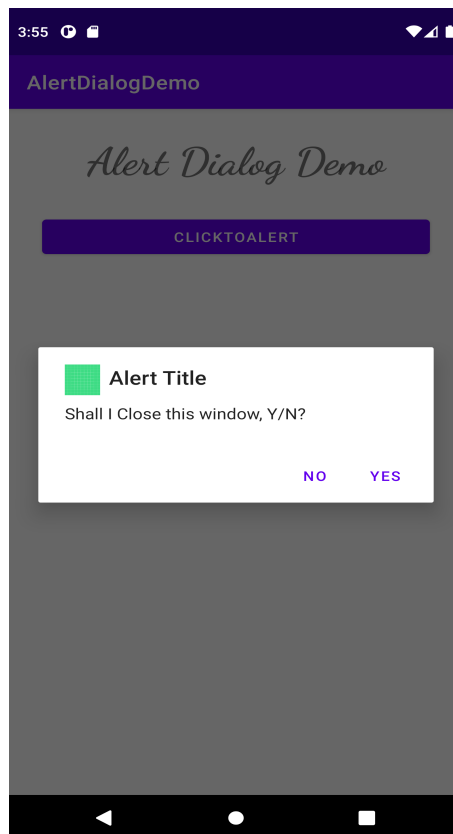 3:55
AlertDialogDemo
Alert Dialog Demo
CLICKTOALERT
Alert Title
Shall I Close this window, Y/N?
NO YES